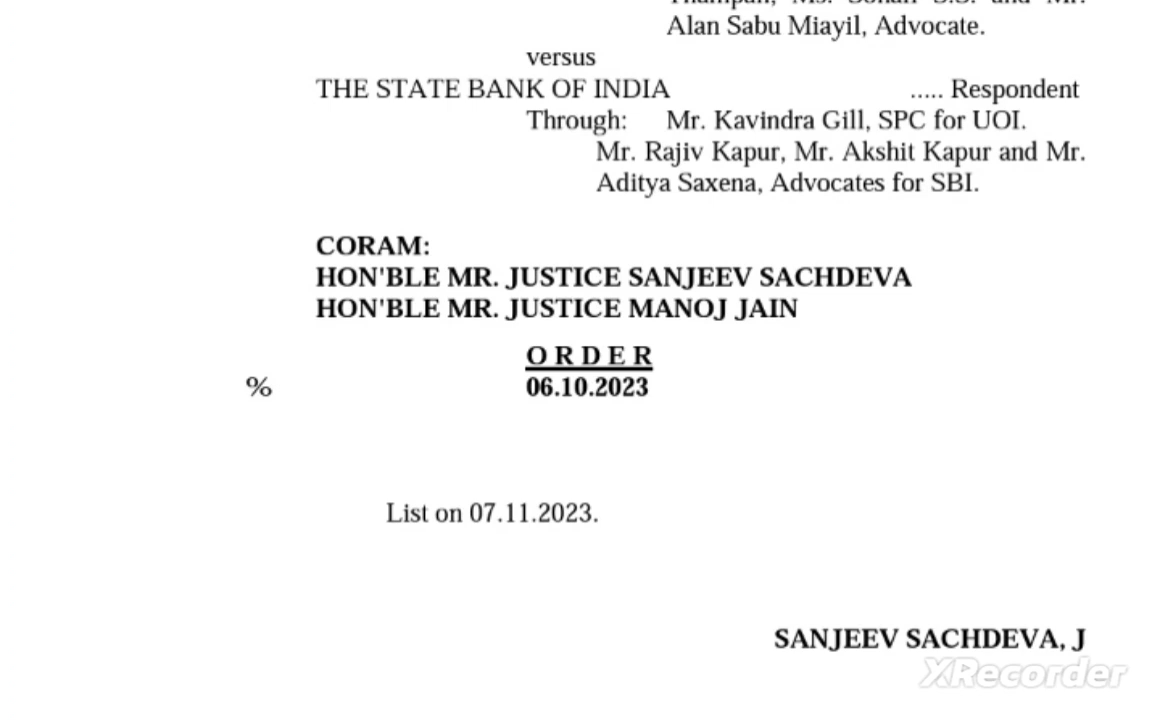 Alan Sabu Miayil, Advocate.
versus
THE STATE BANK OF INDIA ..... Respondent
Through: Mr. Kavindra Gill, SPC for UOI.
Mr. Rajiv Kapur, Mr. Akshit Kapur and Mr.
Aditya Saxena, Advocates for SBI.
CORAM:
HON'BLE MR. JUSTICE SANJEEV SACHDEVA
HON'BLE MR. JUSTICE MANOJ JAIN
O R D E R
% 06.10.2023
List on 07.11.2023.
SANJEEV SACHDEVA, J
XRecorder